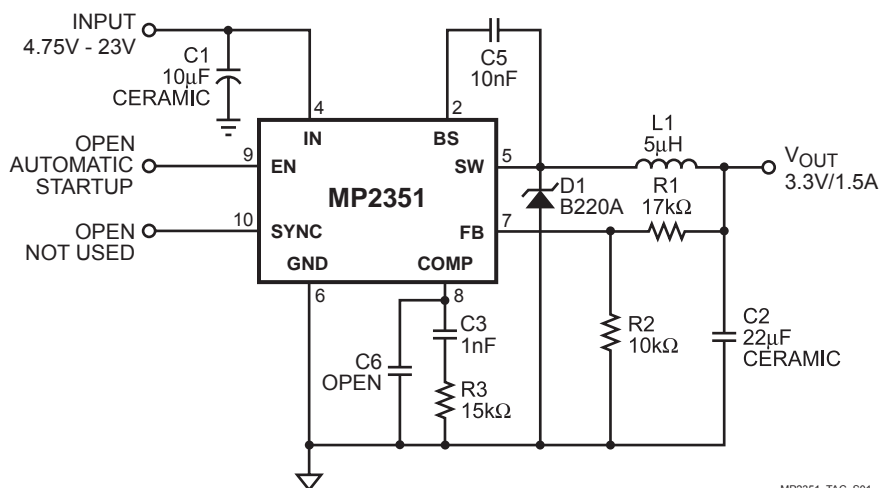 INPUT
4.75V - 23V
C1
10µF
CERAMIC
C5
10nF
4
2
IN
BS
OPEN
AUTOMATIC
STARTUP
9
EN
SW
5
L1
5µH
VOUT
3.3V/1.5A
MP2351
D1
B220A
R1
17kΩ
OPEN
NOT USED
10
SYNC
FB
7
GND
COMP
6
8
C3
1nF
C6
OPEN
R3
15kΩ
R2
10kΩ
C2
22µF
CERAMIC